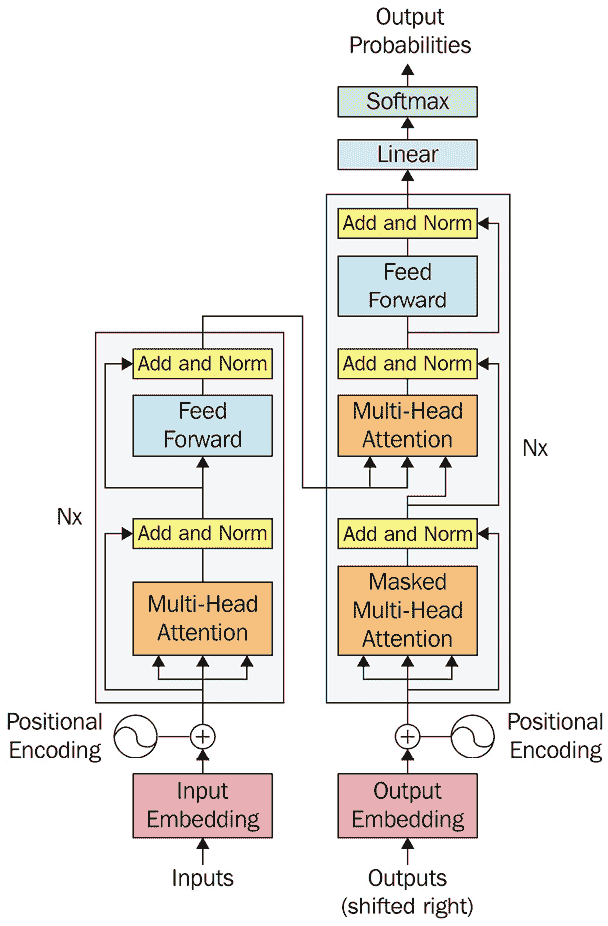 Output
Probabilities
Softmax
Linear
Add and Norm
Feed
Forward
Add and Norm
Multi-Head
Attention
Nx
Add and Norm
Masked
Multi-Head
Attention
Positional
Encoding
Output
Embedding
Outputs
(shifted right)
Add and Norm
Feed
Forward
Nx
Add and Norm
Multi-Head
Attention
Positional
Encoding
Input
Embedding
Inputs